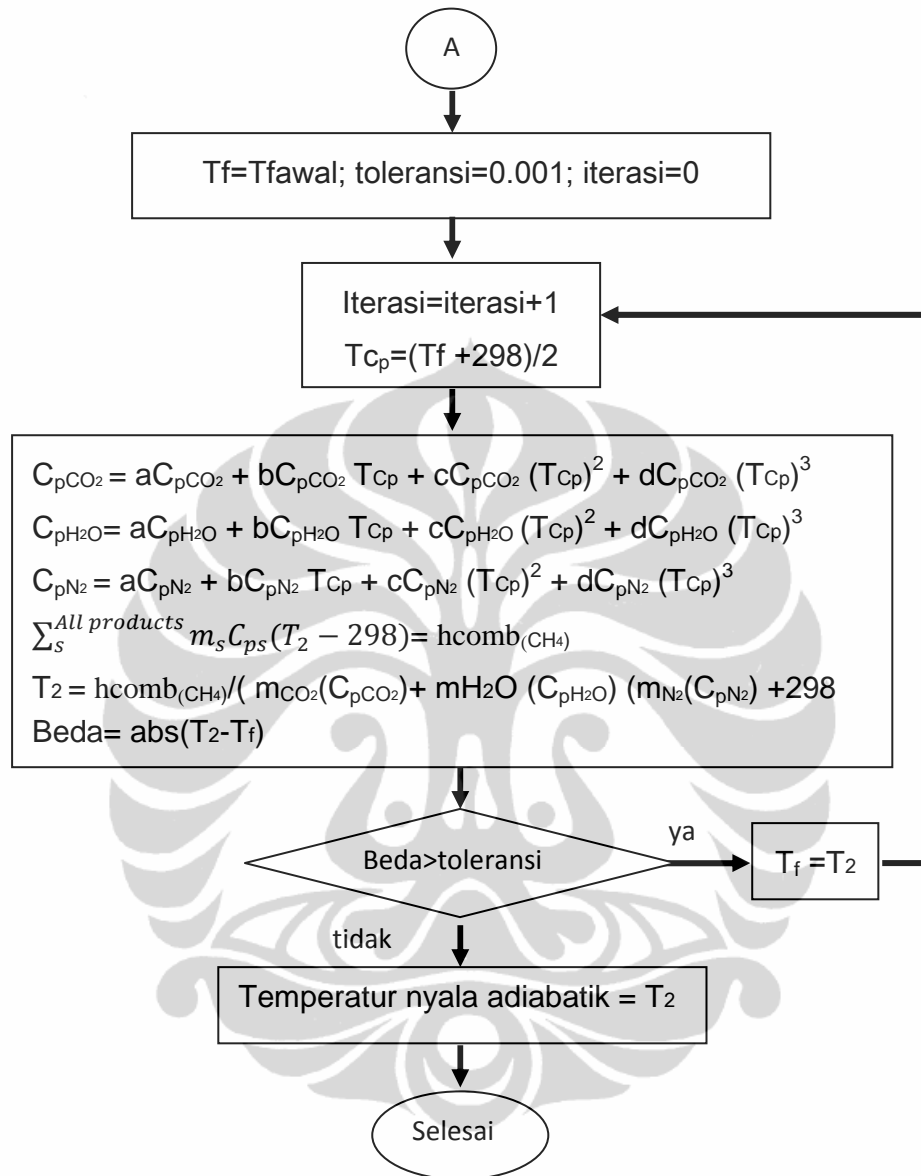 A
Tf=Tfawal; toleransi=0.001; iterasi=0
Iterasi=iterasi+1
Tcₚ=(Tf +298)/2
CₚCO₂ = aCₚCO₂ + bCₚCO₂ Tcₚ + cCₚCO₂ (Tcₚ)² + dCₚCO₂ (Tcₚ)³
CₚH₂O= aCₚH₂O + bCₚH₂O Tcₚ + cCₚH₂O (Tcₚ)² + dCₚH₂O (Tcₚ)³
CₚN₂ = aCₚN₂ + bCₚN₂ Tcₚ + cCₚN₂ (Tcₚ)² + dCₚN₂ (Tcₚ)³
∑ₛ^All products mₛCₚₛ(T₂ − 298)= hcomb(CH₄)
T₂ = hcomb(CH₄)/( mCO₂(CₚCO₂)+ mH₂O (CₚH₂O) (mN₂(CₚN₂) +298
Beda= abs(T₂-Tf)
Beda>toleransi
ya
Tf =T₂
tidak
Temperatur nyala adiabatik = T₂
Selesai